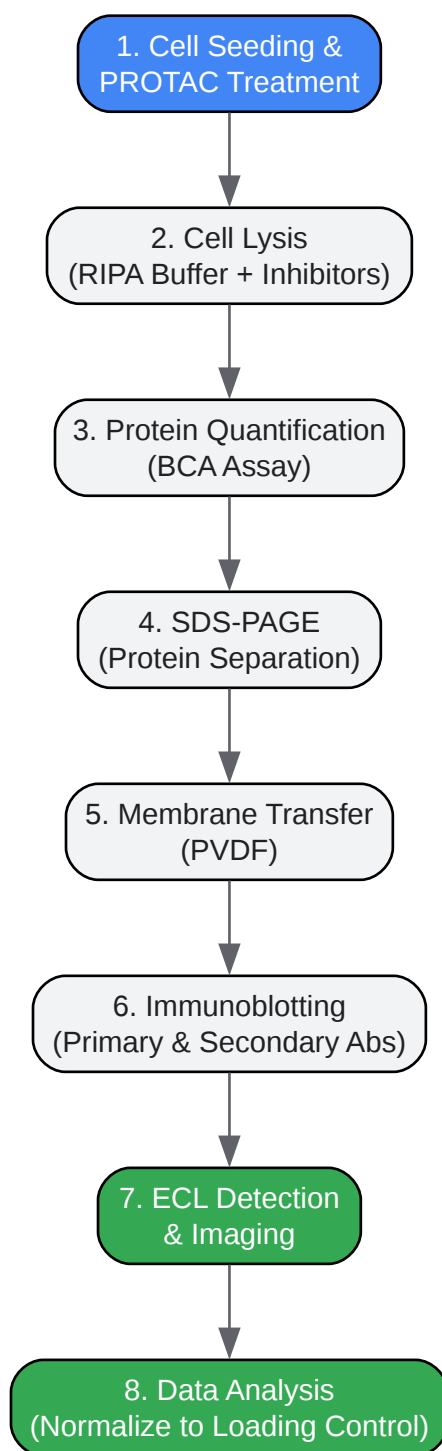 1. Cell Seeding &
PROTAC Treatment
2. Cell Lysis
(RIPA Buffer + Inhibitors)
3. Protein Quantification
(BCA Assay)
4. SDS-PAGE
(Protein Separation)
5. Membrane Transfer
(PVDF)
6. Immunoblotting
(Primary & Secondary Abs)
7. ECL Detection
& Imaging
8. Data Analysis
(Normalize to Loading Control)